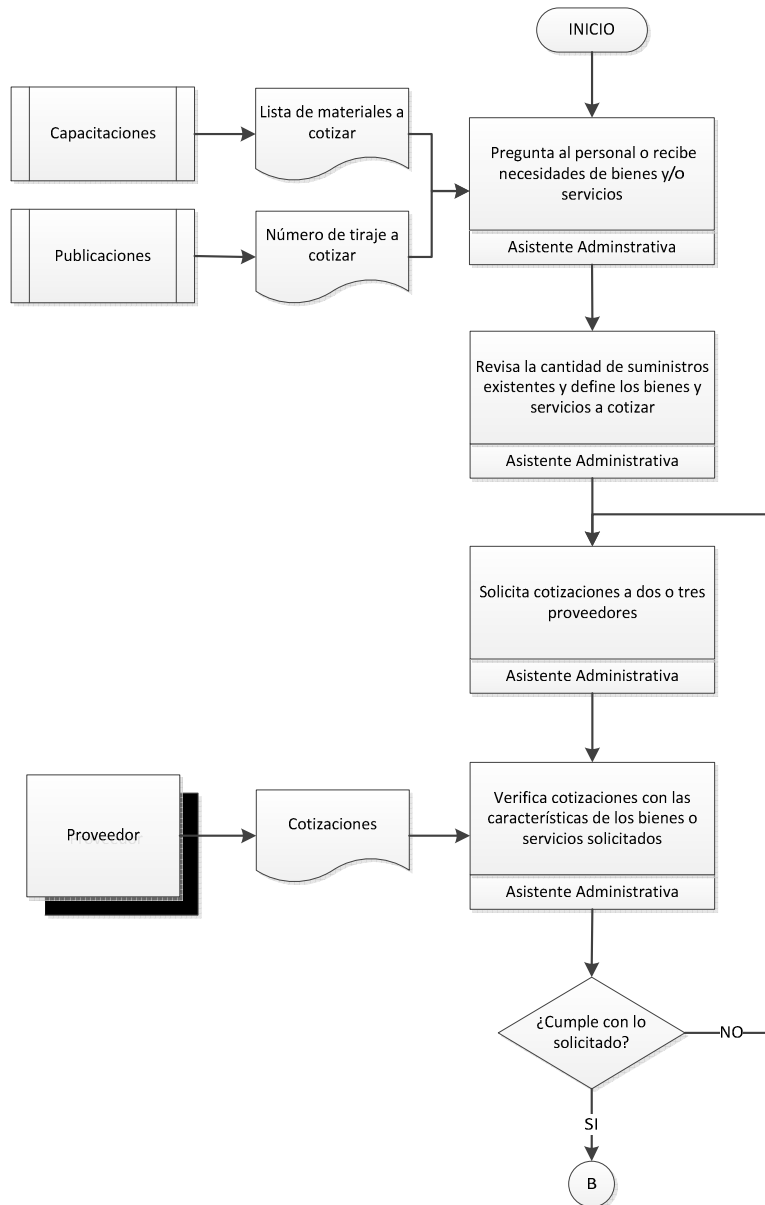 INICIO
Capacitaciones
Lista de materiales a
cotizar
Pregunta al personal o recibe
necesidades de bienes y/o
servicios
Asistente Adminstrativa
Publicaciones
Número de tiraje a
cotizar
Revisa la cantidad de suministros
existentes y define los bienes y
servicios a cotizar
Asistente Administrativa
Solicita cotizaciones a dos o tres
proveedores
Asistente Administrativa
Proveedor
Cotizaciones
Verifica cotizaciones con las
características de los bienes o
servicios solicitados
Asistente Administrativa
¿Cumple con lo
solicitado?
NO
SI
B